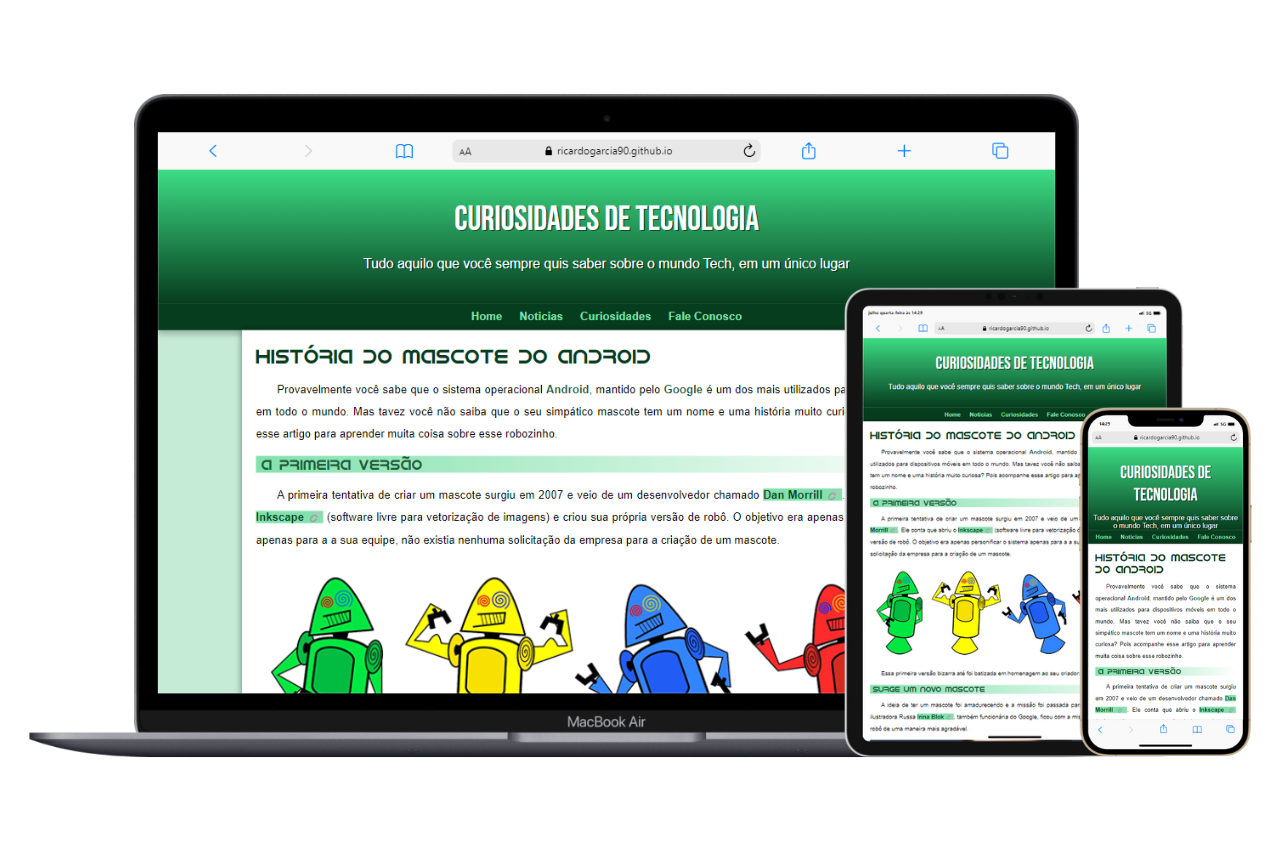 AA
ricardogarcia90.github.io
CURIOSIDADES DE TECNOLOGIA
Tudo aquilo que você sempre quis saber sobre o mundo Tech, em um único lugar
Home Notícias Curiosidades Fale Conosco
HISTÓRIA DO MASCOTE DO ANDROID
Provavelmente você sabe que o sistema operacional Android, mantido pelo Google é um dos mais utilizados pa
em todo o mundo. Mas tavez você não saiba que o seu simpático mascote tem um nome e uma história muito curi
esse artigo para aprender muita coisa sobre esse robozinho.
A PRIMEIRA VERSÃO
A primeira tentativa de criar um mascote surgiu em 2007 e veio de um desenvolvedor chamado Dan Morrill.
Inkscape (software livre para vetorização de imagens) e criou sua própria versão de robô. O objetivo era apenas
apenas para a a sua equipe, não existia nenhuma solicitação da empresa para a criação de um mascote.
MacBook Air
Julho quarta-feira às 14:29
5G
AA
ricardogarcia90.github.io
CURIOSIDADES DE TECNOLOGIA
Tudo aquilo que você sempre quis saber sobre o mundo Tech, em um único lugar
Home Notícias Curiosidades Fale Conosco
HISTÓRIA DO MASCOTE DO ANDROID
Provavelmente você sabe que o sistema operacional Android, mantido pelo
utilizados para dispositivos móveis em todo o mundo. Mas tavez você não saiba
tem um nome e uma história muito curiosa? Pois acompanhe esse artigo para ap
robozinho.
A PRIMEIRA VERSÃO
A primeira tentativa de criar um mascote surgiu em 2007 e veio de um
Morrill. Ele conta que abriu o Inkscape (software livre para vetorização d
versão de robô. O objetivo era apenas personificar o sistema apenas para a a su
solicitação da empresa para a criação de um mascote.
Essa primeira versão bizarra até foi batizada em homenagem ao seu criador
SURGE UM NOVO MASCOTE
A ideia de ter um mascote foi amadurecendo e a missão foi passada par
ilustradora Russa Irina Blok, também funcionária do Google, ficou com a mis
robô de uma maneira mais agradável.
14:29
5G
AA
ricardogarcia90.github.io
CURIOSIDADES DE
TECNOLOGIA
Tudo aquilo que você sempre quis saber sobre
o mundo Tech, em um único lugar
Home Notícias Curiosidades Fale Conosco
HISTÓRIA DO MASCOTE
DO ANDROID
Provavelmente você sabe que o sistema
operacional Android, mantido pelo Google é um dos
mais utilizados para dispositivos móveis em todo o
mundo. Mas tavez você não saiba que o seu
simpático mascote tem um nome e uma história muito
curiosa? Pois acompanhe esse artigo para aprender
muita coisa sobre esse robozinho.
A PRIMEIRA VERSÃO
A primeira tentativa de criar um mascote surgiu
em 2007 e veio de um desenvolvedor chamado Dan
Morrill. Ele conta que abriu o Inkscape